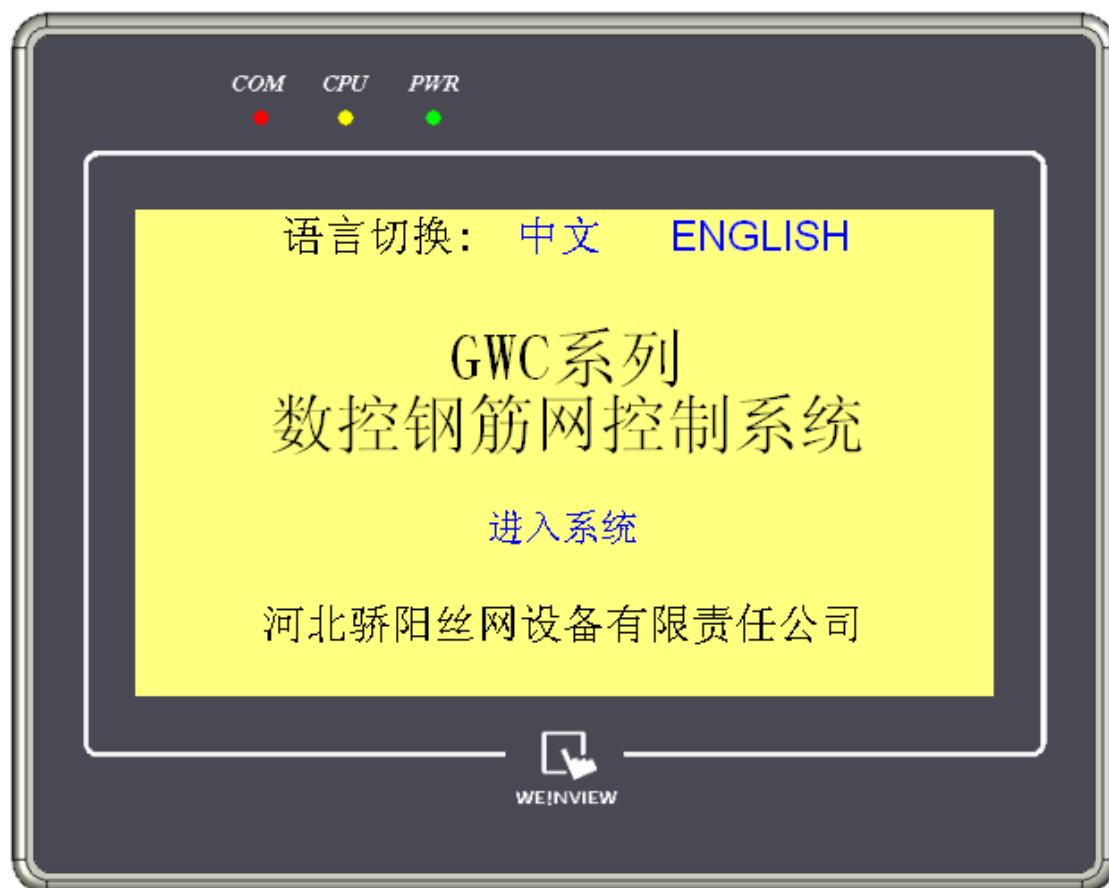 COM CPU PWR
语言切换: 中文 ENGLISH
GWC系列
数控钢筋网控制系统
进入系统
河北骄阳丝网设备有限责任公司
WE!NVIEW